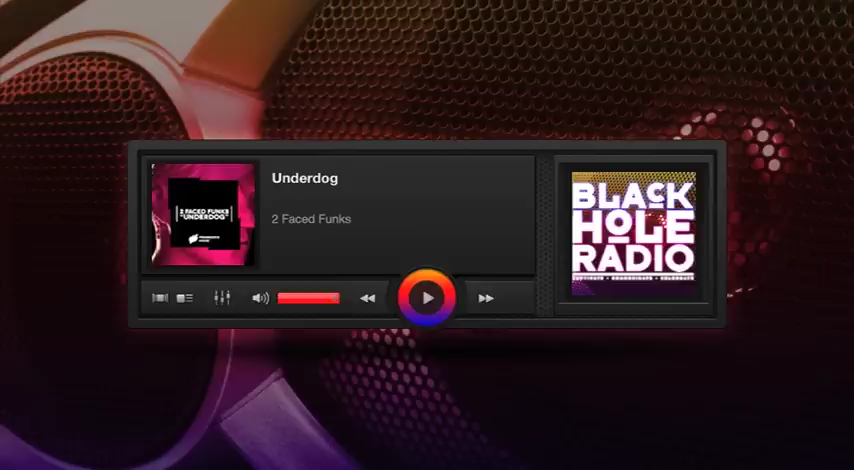 Underdog
2 Faced Funks
2 FACED FUNKS
"UNDERDOG"
BLACK
HOLE
RADIO